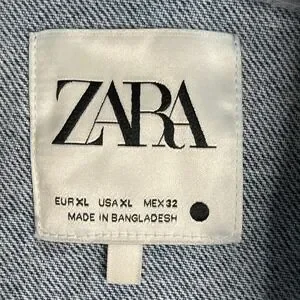 ZARA
EUR XL USA XL MEX 32
MADE IN BANGLADESH